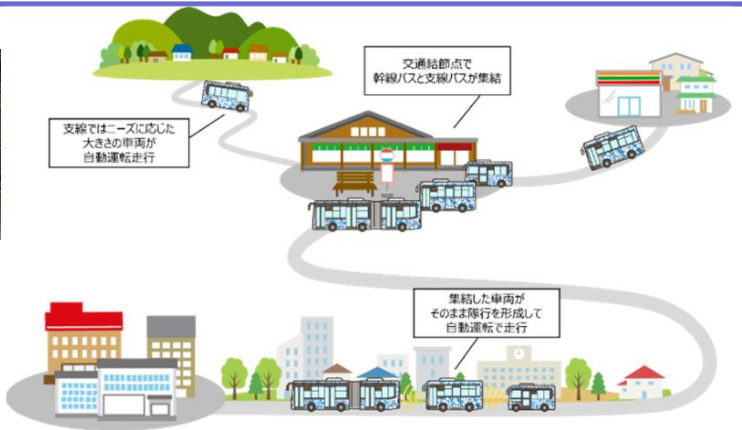 交通結節点で
幹線バスと支線バスが集結
支線ではニーズに応じた
大きさの車両が
自動運転走行
集結した車両が
そのまま隊行を形成して
自動運転で走行